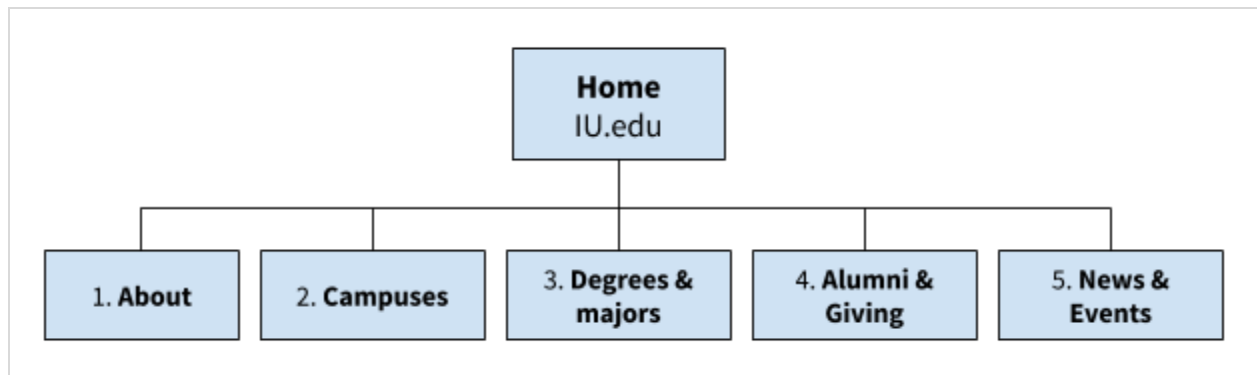 Home
IU.edu
1. About
2. Campuses
3. Degrees &
majors
4. Alumni &
Giving
5. News &
Events